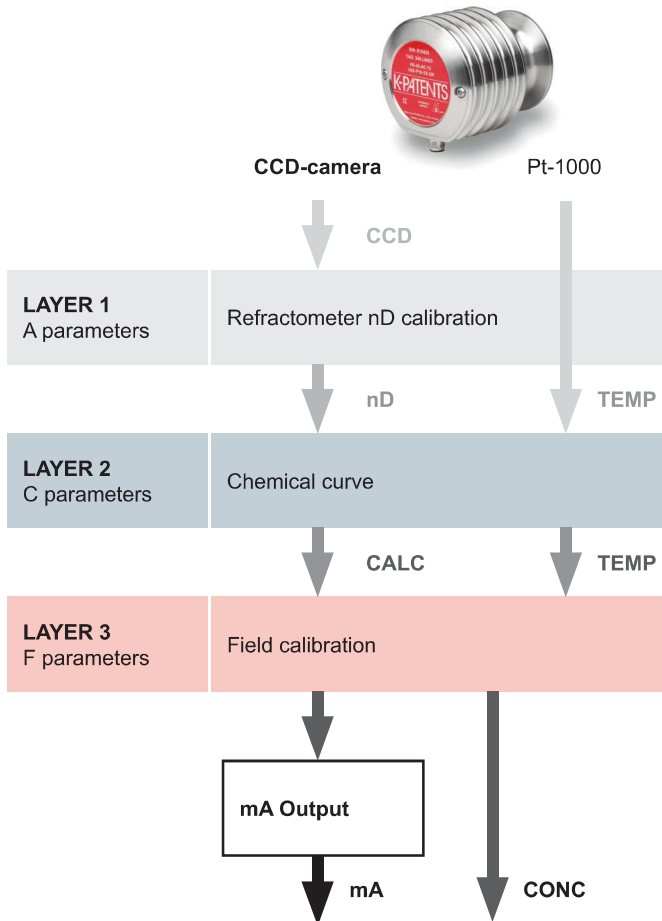 K-PATENTS
CCD-camera
Pt-1000
CCD
LAYER 1
A parameters
Refractometer nD calibration
nD
TEMP
LAYER 2
C parameters
Chemical curve
CALC
TEMP
LAYER 3
F parameters
Field calibration
mA Output
mA
CONC